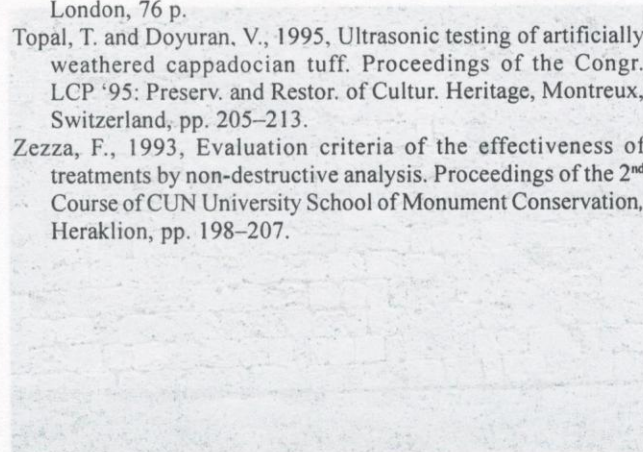 London, 76 p.
Topal, T. and Doyuran, V., 1995, Ultrasonic testing of artificially
weathered cappadocian tuff. Proceedings of the Congr.
LCP ‘95: Preserv. and Restor. of Cultur. Heritage, Montreux,
Switzerland, pp. 205–213.
Zezza, F., 1993, Evaluation criteria of the effectiveness of
treatments by non-destructive analysis. Proceedings of the 2nd
Course of CUN University School of Monument Conservation,
Heraklion, pp. 198–207.